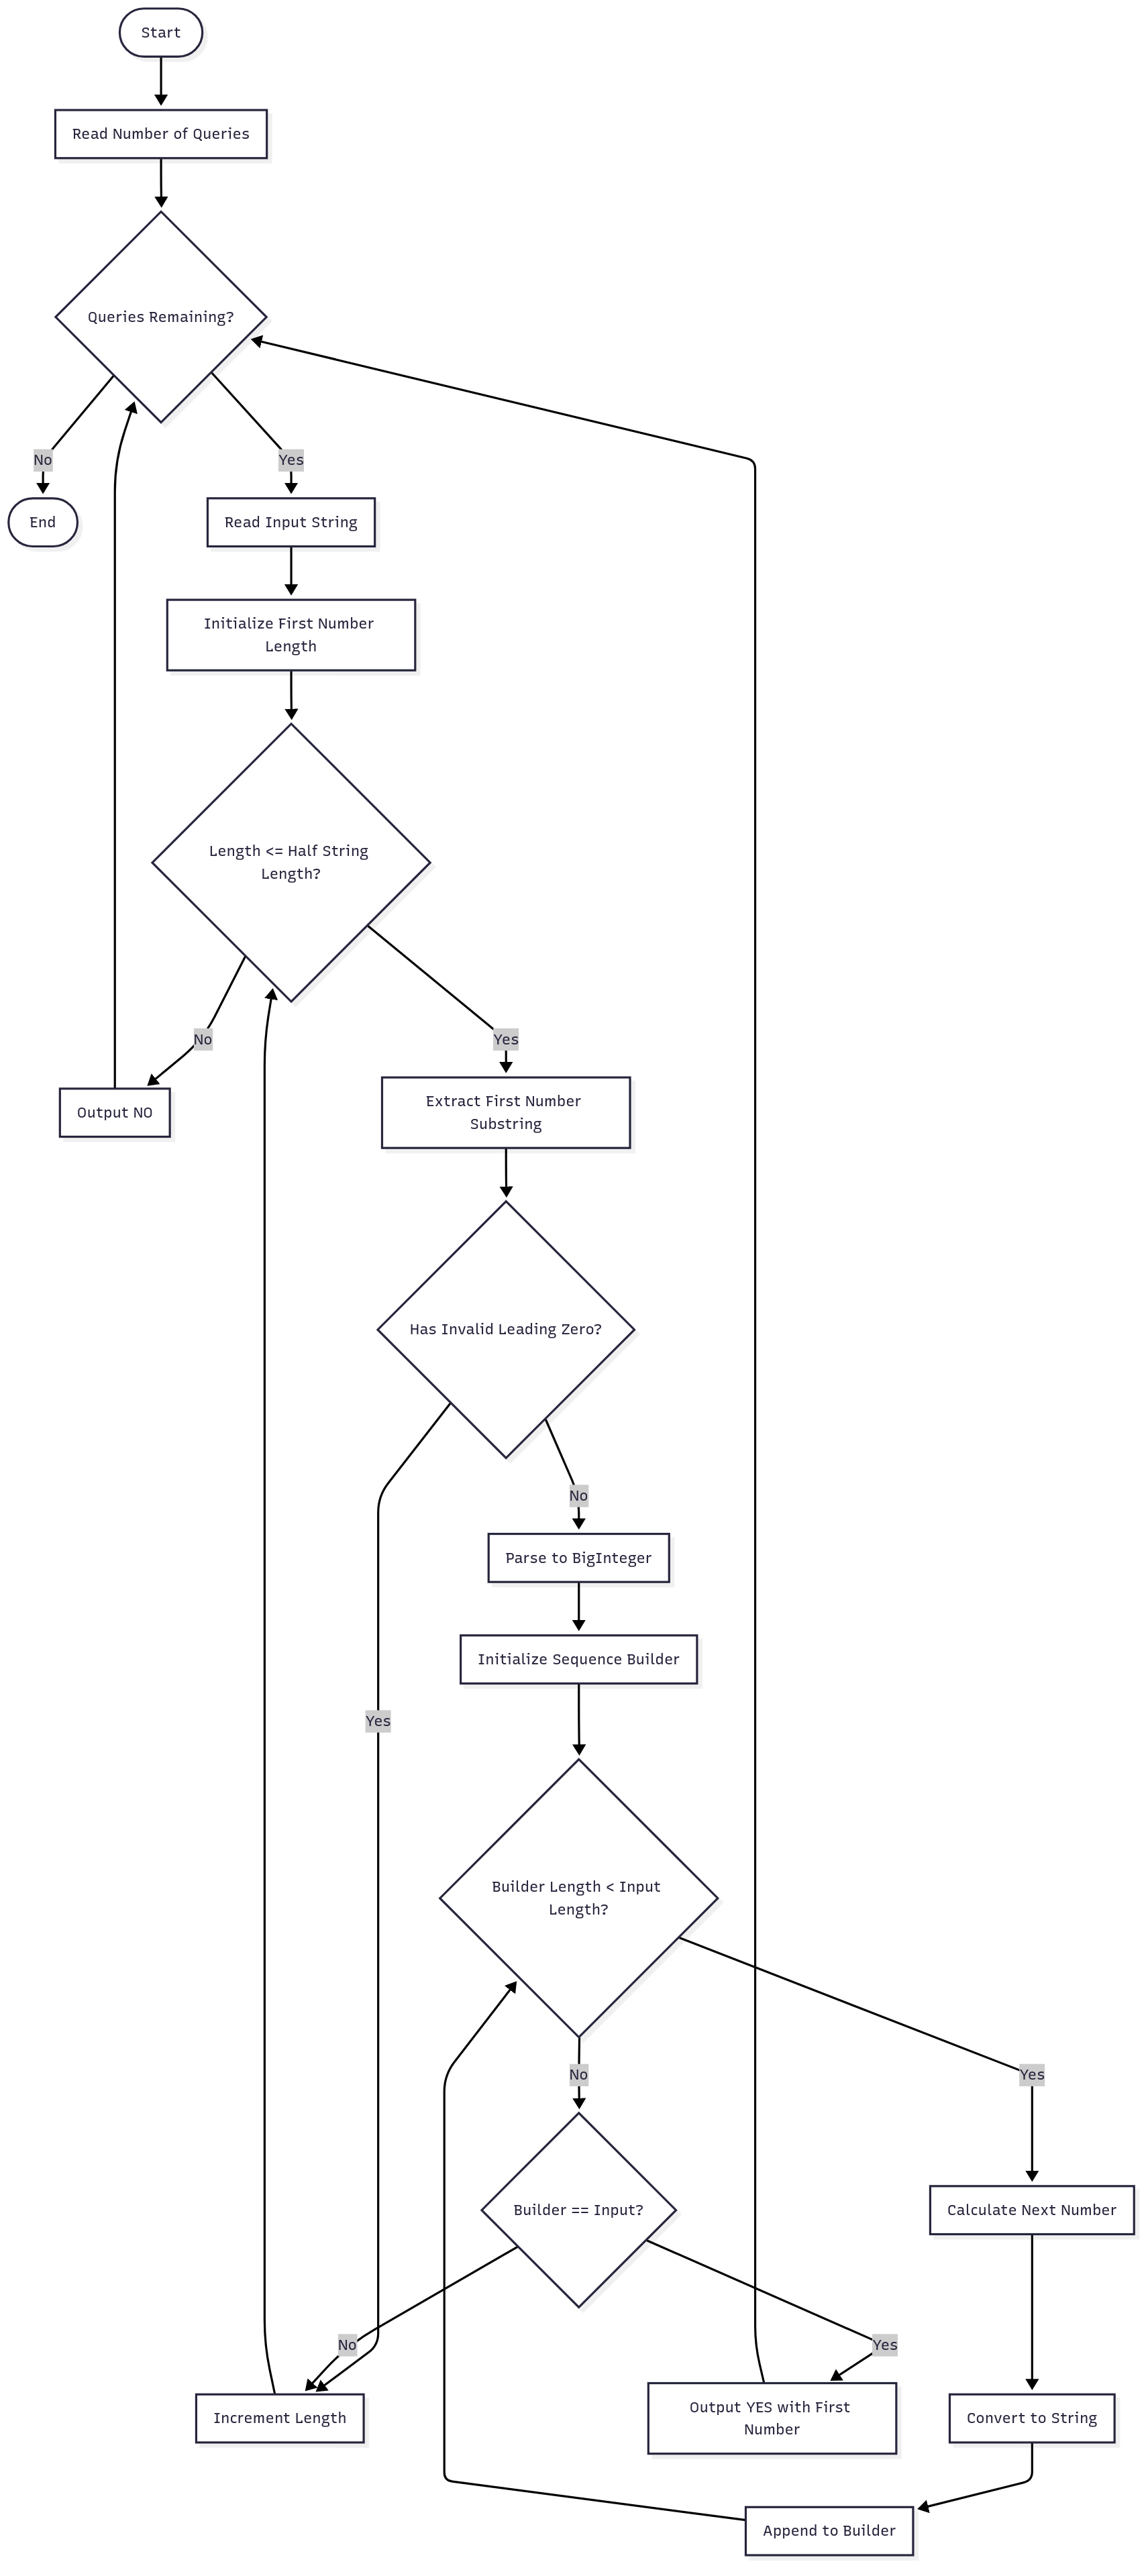 Start
Read Number of Queries
Queries Remaining?
No
Yes
End
Read Input String
Initialize First Number
Length
Length <= Half String
Length?
No
Yes
Output NO
Extract First Number
Substring
Has Invalid Leading Zero?
No
Parse to BigInteger
Initialize Sequence Builder
Yes
Builder Length < Input
Length?
No
Yes
Builder == Input?
Calculate Next Number
No
Yes
Increment Length
Output YES with First
Number
Convert to String
Append to Builder